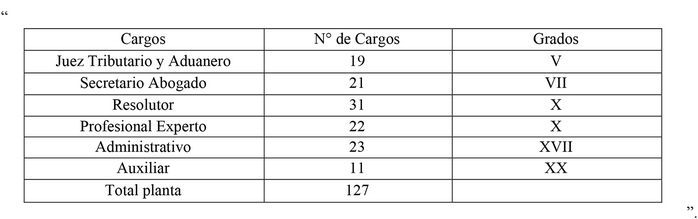 “
Cargos N° de Cargos Grados
Juez Tributario y Aduanero 19 V
Secretario Abogado 21 VII
Resolutor 31 X
Profesional Experto 22 X
Administrativo 23 XVII
Auxiliar 11 XX
Total planta 127
”.